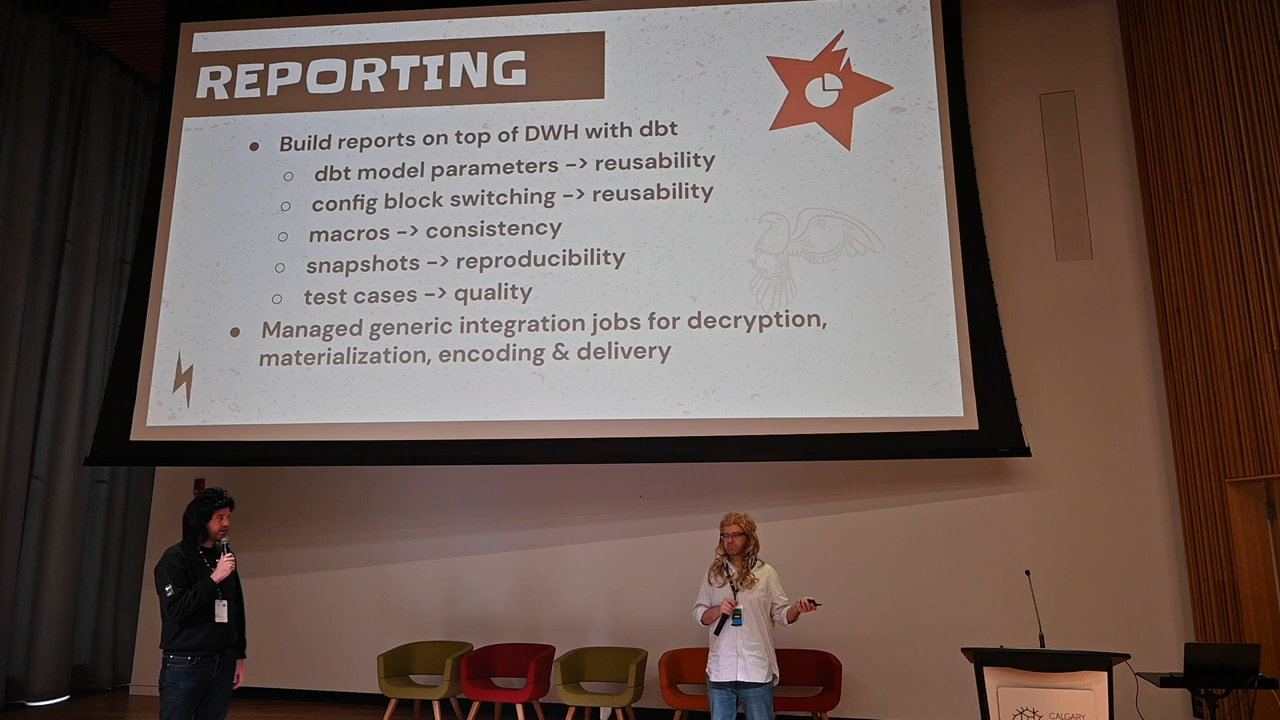 REPORTING
● Build reports on top of DWH with dbt
○ dbt model parameters –> reusability
○ config block switching –> reusability
○ macros –> consistency
○ snapshots –> reproducibility
○ test cases –> quality
● Managed generic integration jobs for decryption,
materialization, encoding & delivery
CALGARY